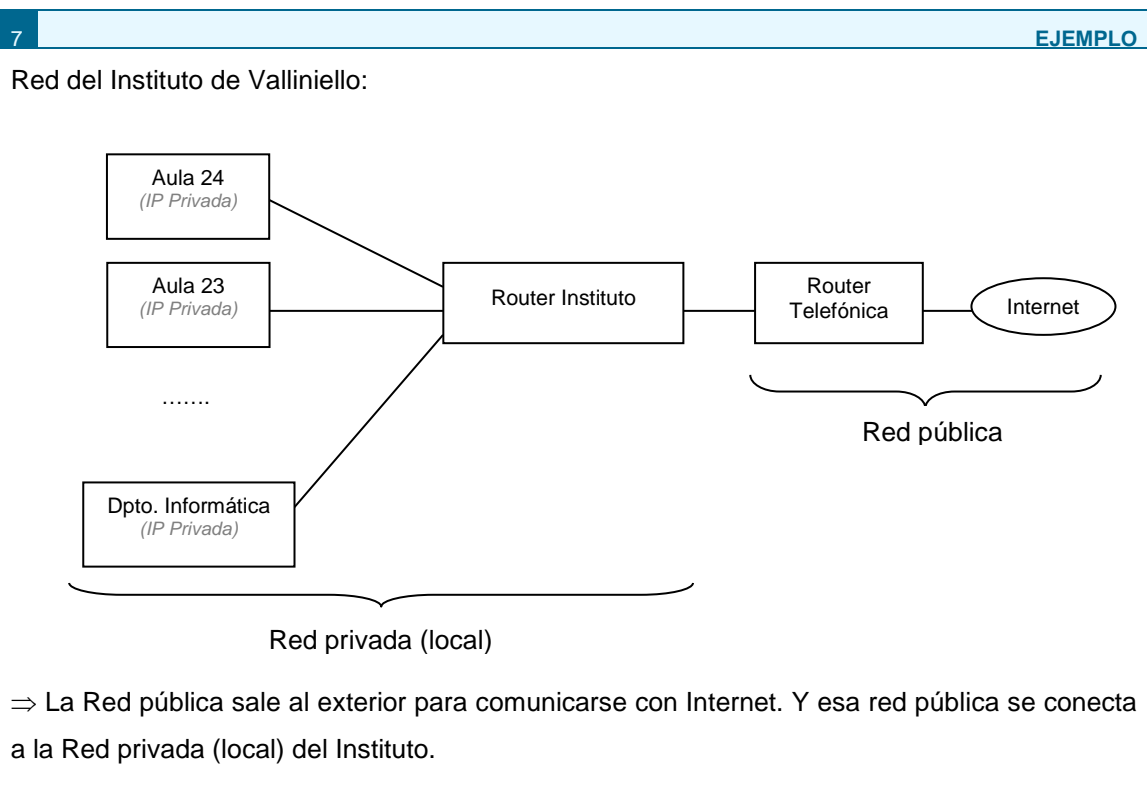 7
EJEMPLO
Red del Instituto de Valliniello:
Aula 24
(IP Privada)
Aula 23
(IP Privada)
…….
Dpto. Informática
(IP Privada)
Router Instituto
Router
Telefónica
Internet
Red pública
Red privada (local)
⇒ La Red pública sale al exterior para comunicarse con Internet. Y esa red pública se conecta
a la Red privada (local) del Instituto.